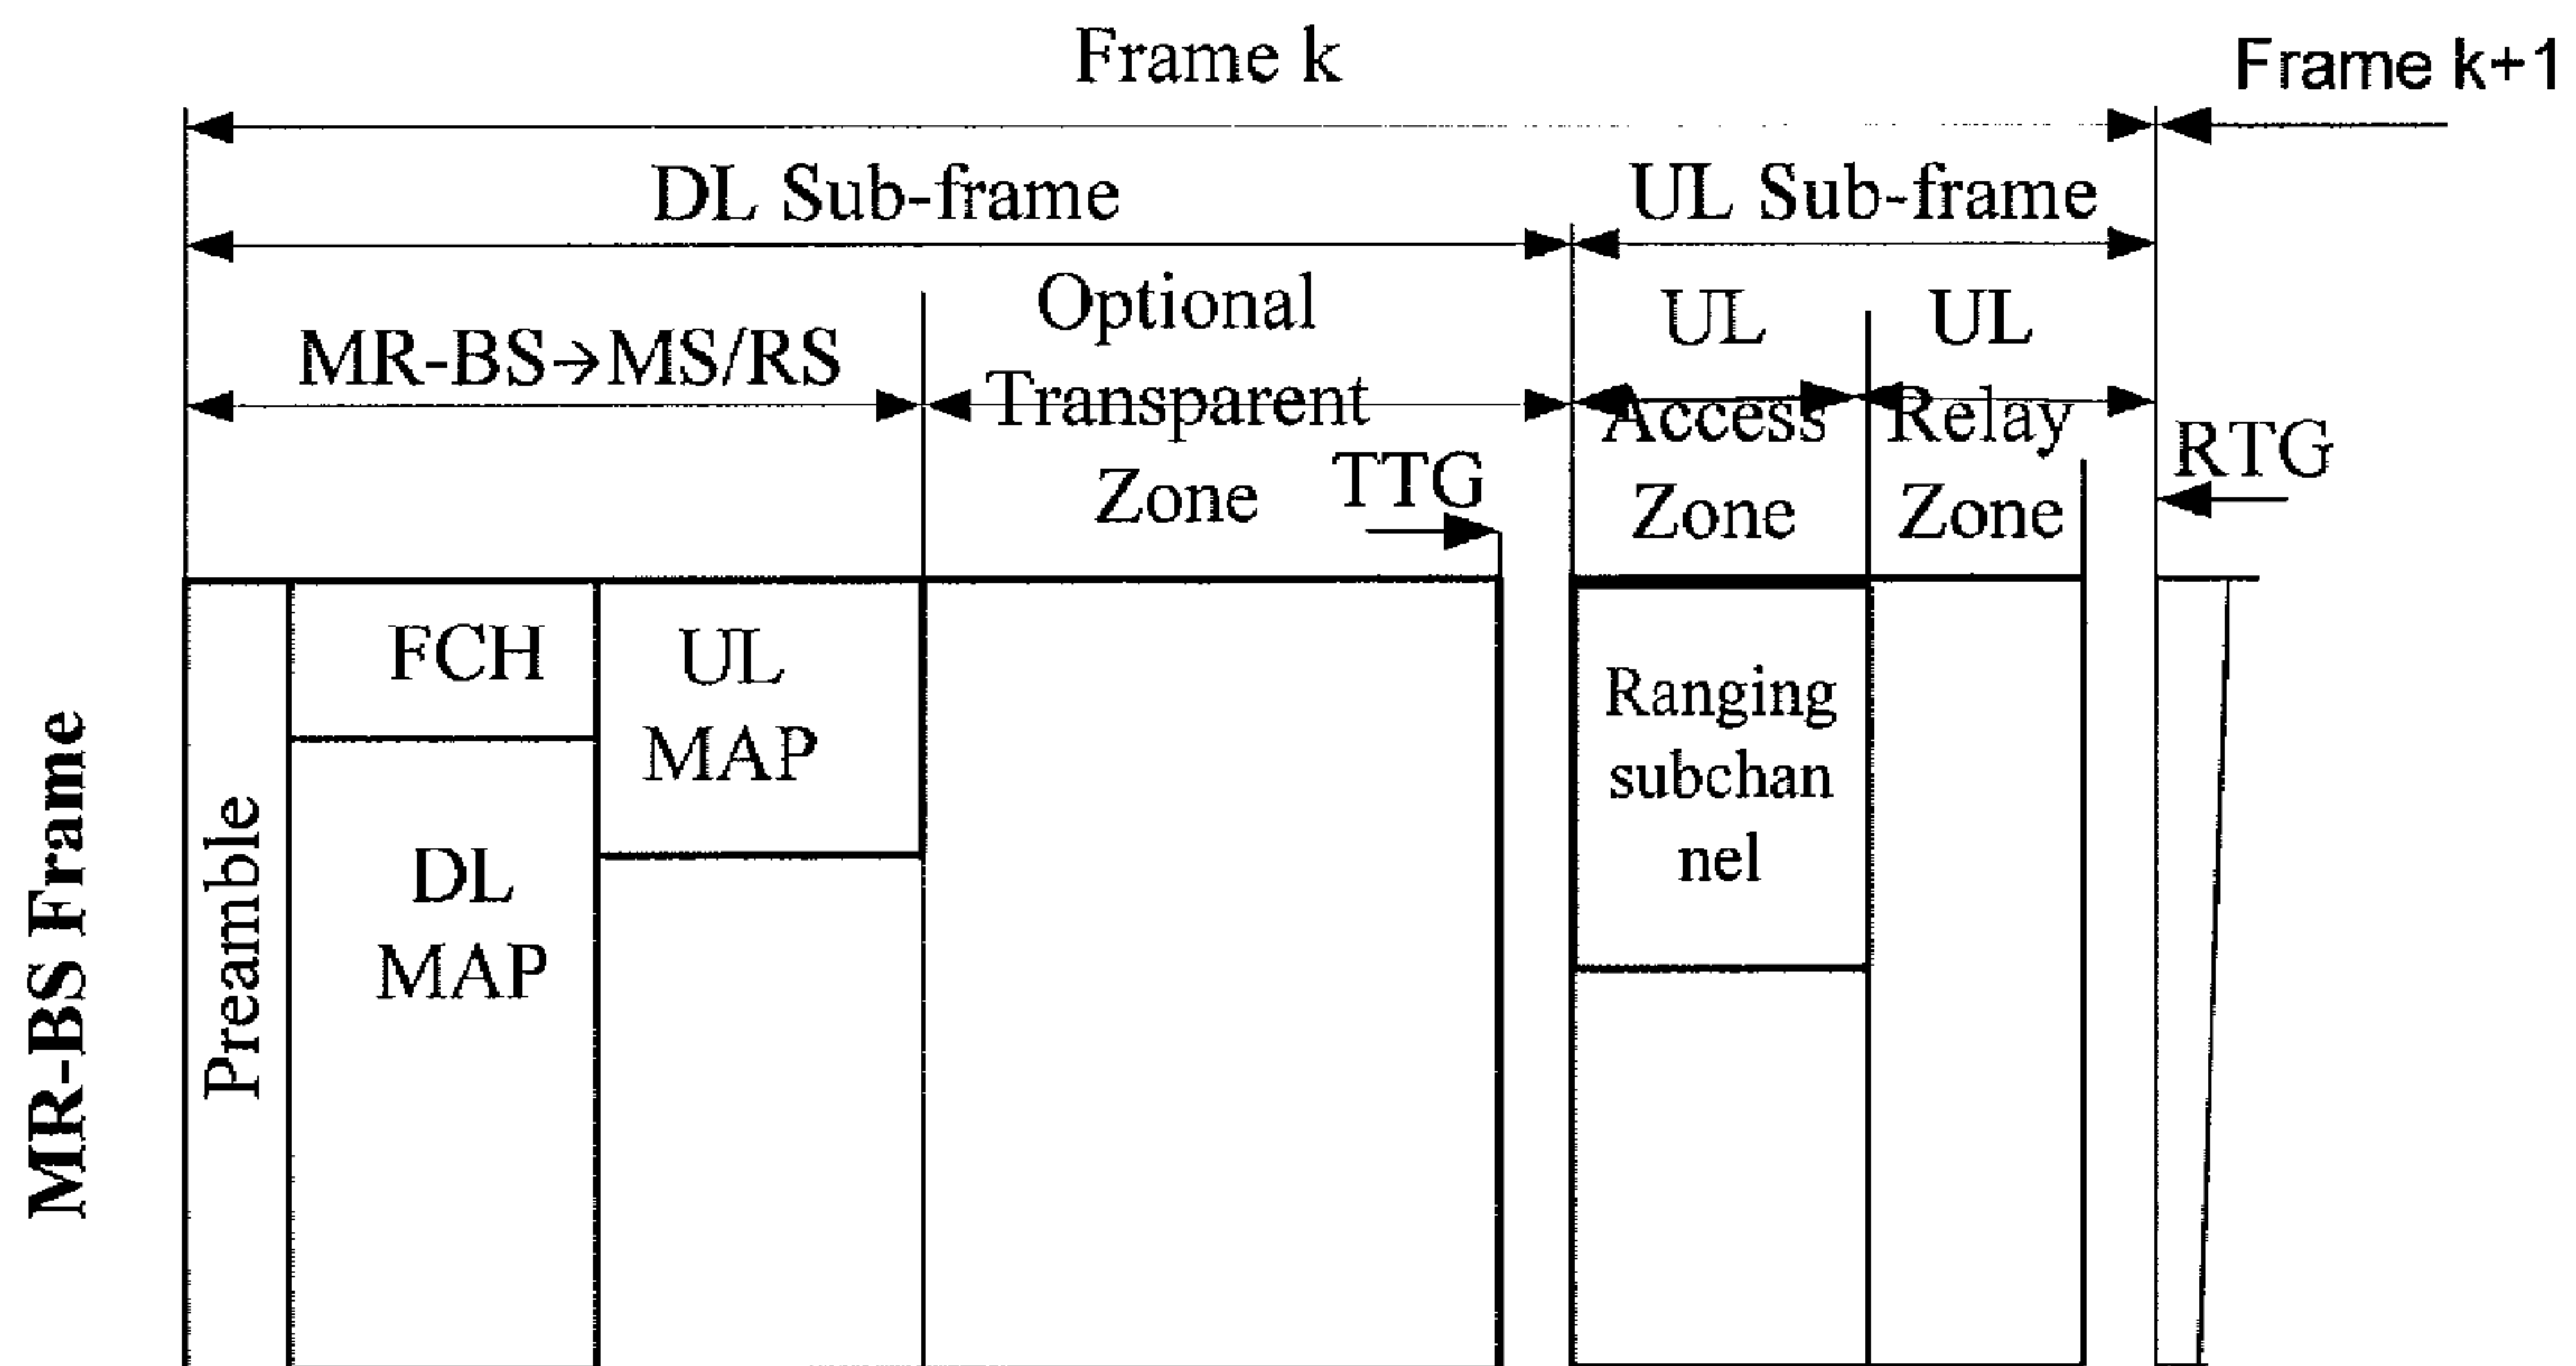 Frame k
Frame k+1
DL Sub-frame
UL Sub-frame
MR-BS→MS/RS
Optional
Transparent
Zone
TTG
UL
Access
Zone
UL
Relay
Zone
RTG
MR-BS Frame
Preamble
FCH
DL
MAP
UL
MAP
Ranging
subchan
nel